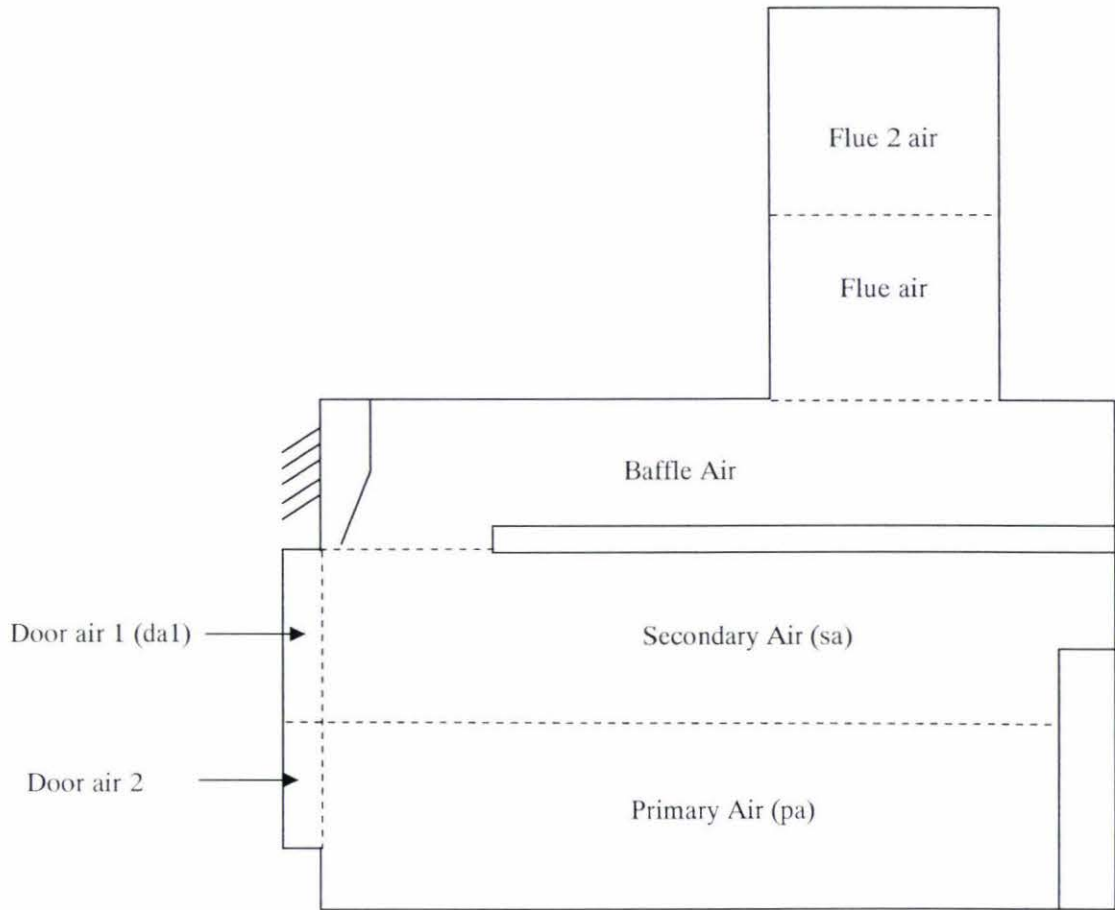 Flue 2 air
Flue air
Baffle Air
Door air 1 (da1)
Secondary Air (sa)
Door air 2
Primary Air (pa)